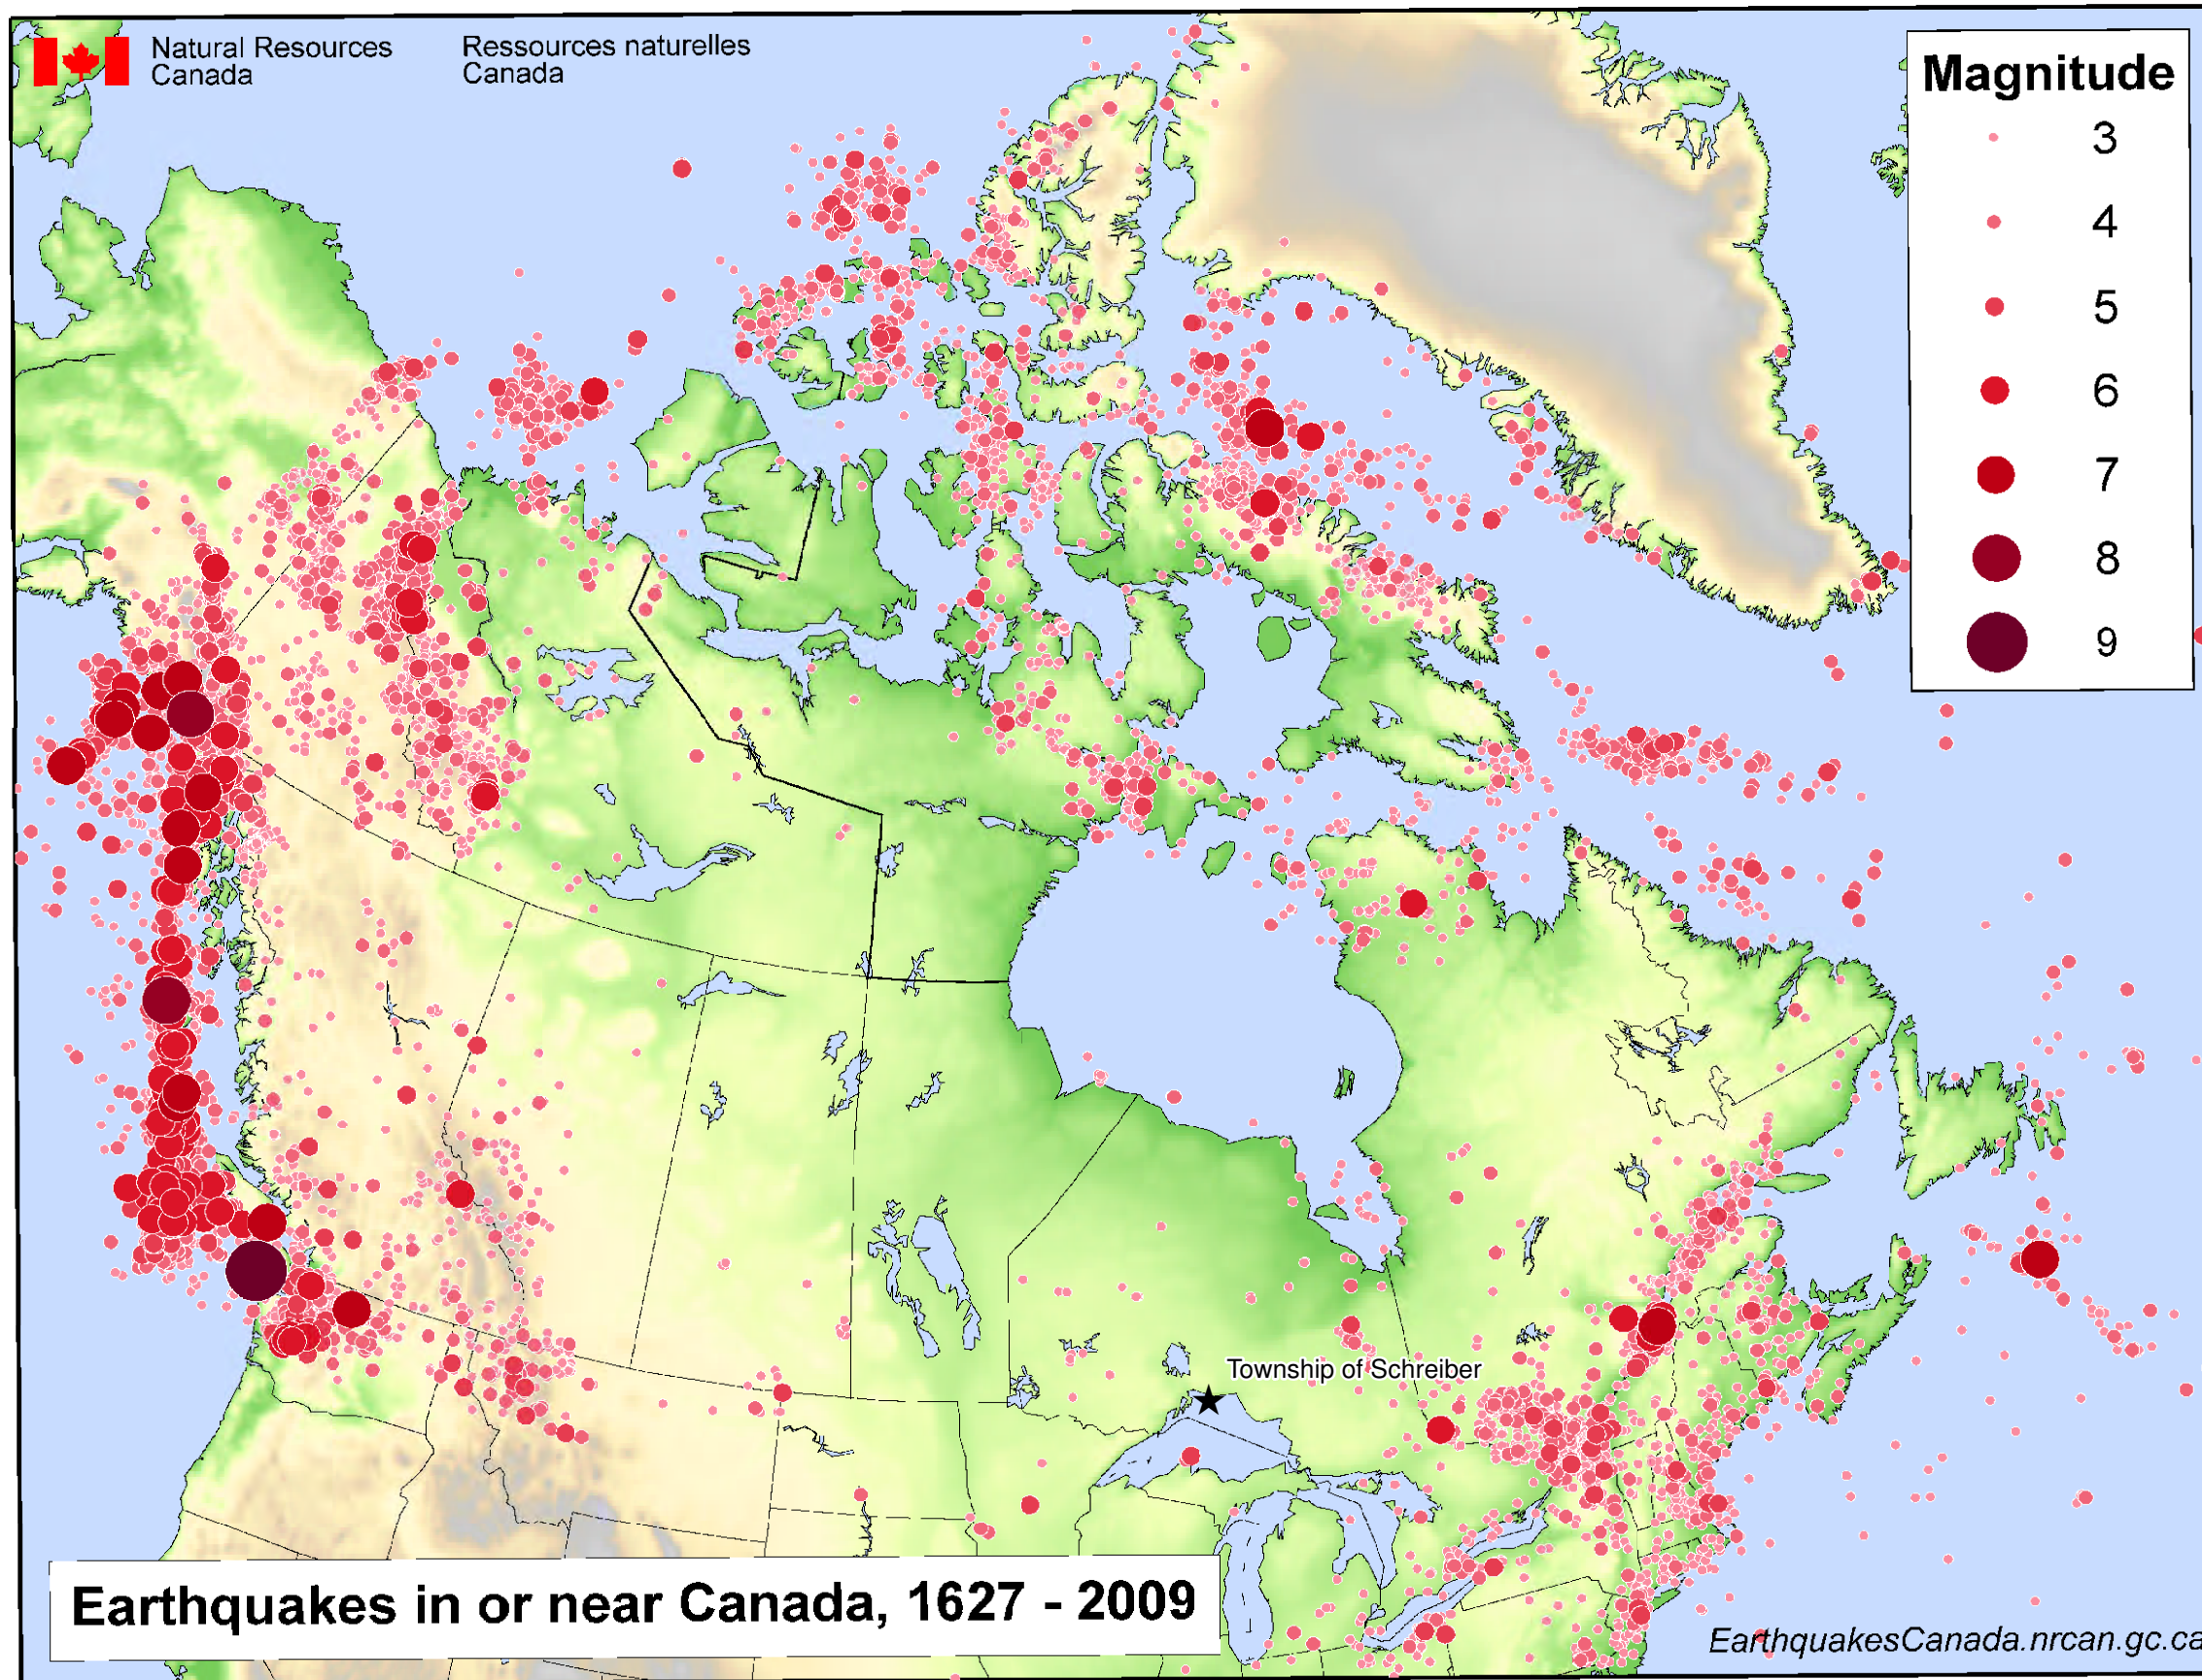 Natural Resources
Canada
Ressources naturelles
Canada
Magnitude
3
4
5
6
7
8
9
Township of Schreiber
Earthquakes in or near Canada, 1627 - 2009
EarthquakesCanada.nrcan.gc.ca